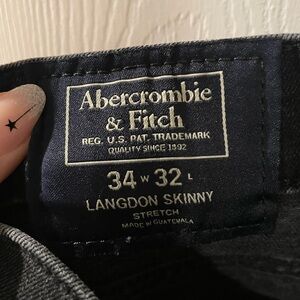 Abercrombie
& Fitch
REG. U.S. PAT. TRADEMARK
QUALITY SINCE 1892
34 W 32 L
LANGDON SKINNY
STRETCH
MADE IN GUATEMALA